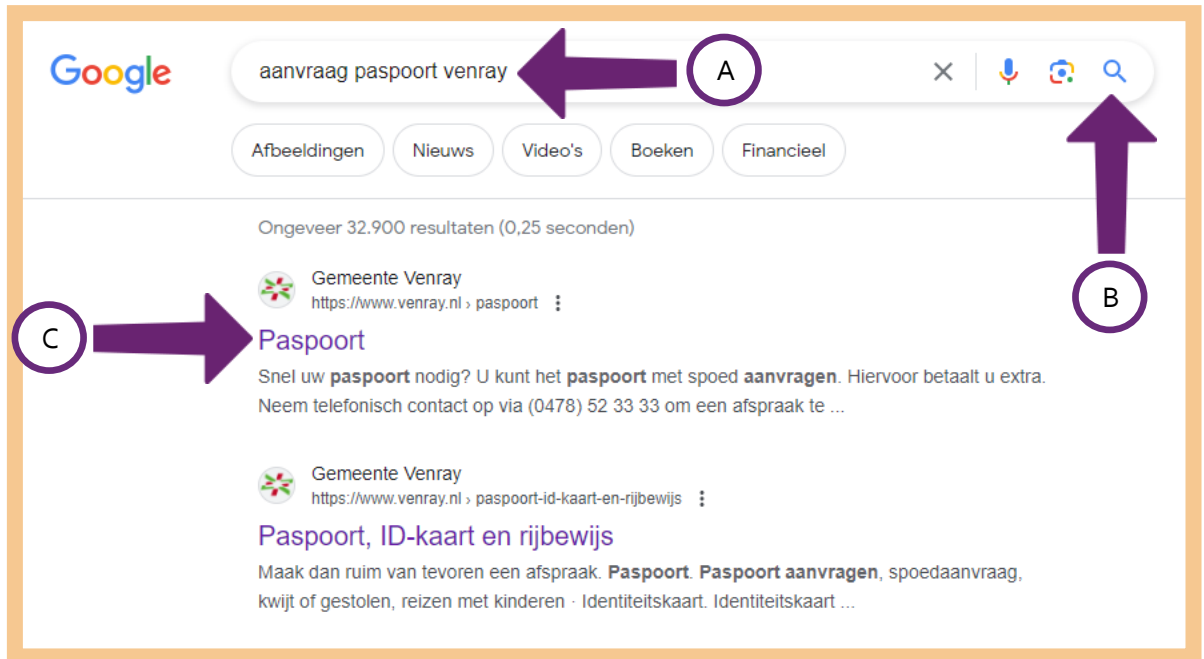 Google
aanvraag paspoort venray
A
Afbeeldingen Nieuws Video's Boeken Financieel
B
Ongeveer 32.900 resultaten (0,25 seconden)
Gemeente Venray
https://www.venray.nl › paspoort
C
Paspoort
Snel uw paspoort nodig? U kunt het paspoort met spoed aanvragen. Hiervoor betaalt u extra.
Neem telefonisch contact op via (0478) 52 33 33 om een afspraak te ...
Gemeente Venray
https://www.venray.nl › paspoort-id-kaart-en-rijbewijs
Paspoort, ID-kaart en rijbewijs
Maak dan ruim van tevoren een afspraak. Paspoort. Paspoort aanvragen, spoedaanvraag,
kwijt of gestolen, reizen met kinderen · Identiteitskaart. Identiteitskaart ...